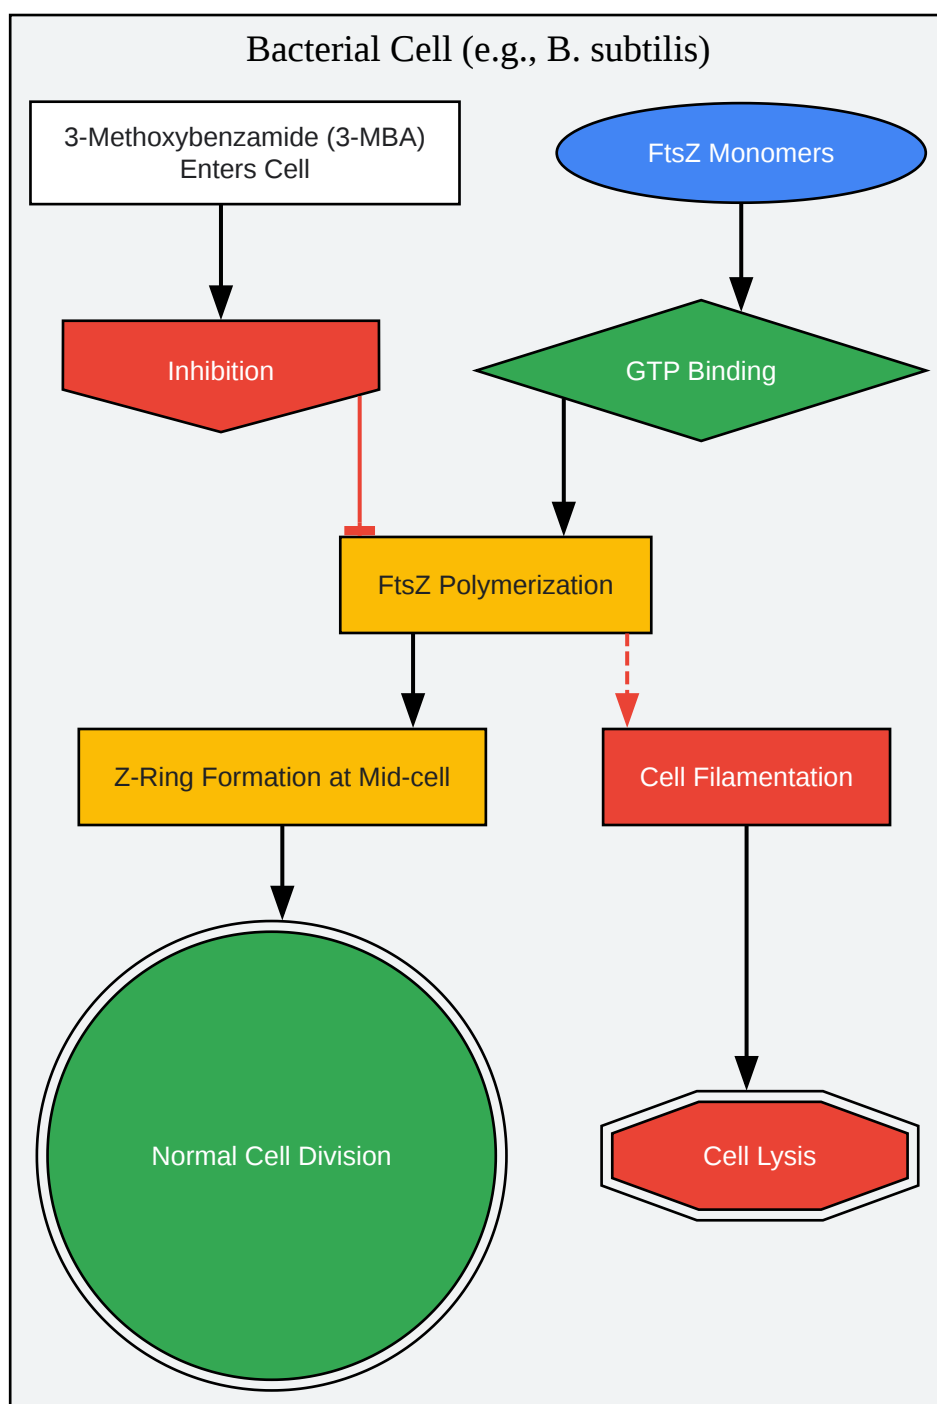 Bacterial Cell (e.g., B. subtilis)
3-Methoxybenzamide (3-MBA)
Enters Cell
FtsZ Monomers
Inhibition
GTP Binding
FtsZ Polymerization
Z-Ring Formation at Mid-cell
Cell Filamentation
Normal Cell Division
Cell Lysis